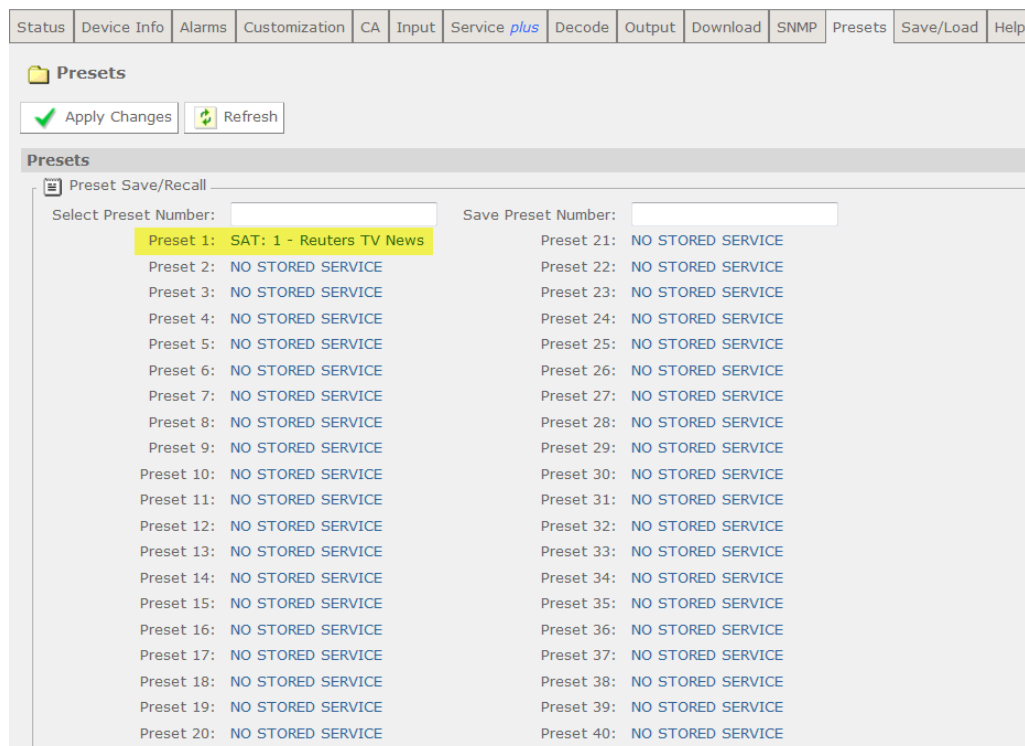 Status Device Info Alarms Customization CA Input Service plus Decode Output Download SNMP Presets Save/Load Help
Presets
Apply Changes Refresh
Presets
Preset Save/Recall
Select Preset Number: Save Preset Number:
Preset 1: SAT: 1 - Reuters TV News Preset 21: NO STORED SERVICE
Preset 2: NO STORED SERVICE Preset 22: NO STORED SERVICE
Preset 3: NO STORED SERVICE Preset 23: NO STORED SERVICE
Preset 4: NO STORED SERVICE Preset 24: NO STORED SERVICE
Preset 5: NO STORED SERVICE Preset 25: NO STORED SERVICE
Preset 6: NO STORED SERVICE Preset 26: NO STORED SERVICE
Preset 7: NO STORED SERVICE Preset 27: NO STORED SERVICE
Preset 8: NO STORED SERVICE Preset 28: NO STORED SERVICE
Preset 9: NO STORED SERVICE Preset 29: NO STORED SERVICE
Preset 10: NO STORED SERVICE Preset 30: NO STORED SERVICE
Preset 11: NO STORED SERVICE Preset 31: NO STORED SERVICE
Preset 12: NO STORED SERVICE Preset 32: NO STORED SERVICE
Preset 13: NO STORED SERVICE Preset 33: NO STORED SERVICE
Preset 14: NO STORED SERVICE Preset 34: NO STORED SERVICE
Preset 15: NO STORED SERVICE Preset 35: NO STORED SERVICE
Preset 16: NO STORED SERVICE Preset 36: NO STORED SERVICE
Preset 17: NO STORED SERVICE Preset 37: NO STORED SERVICE
Preset 18: NO STORED SERVICE Preset 38: NO STORED SERVICE
Preset 19: NO STORED SERVICE Preset 39: NO STORED SERVICE
Preset 20: NO STORED SERVICE Preset 40: NO STORED SERVICE